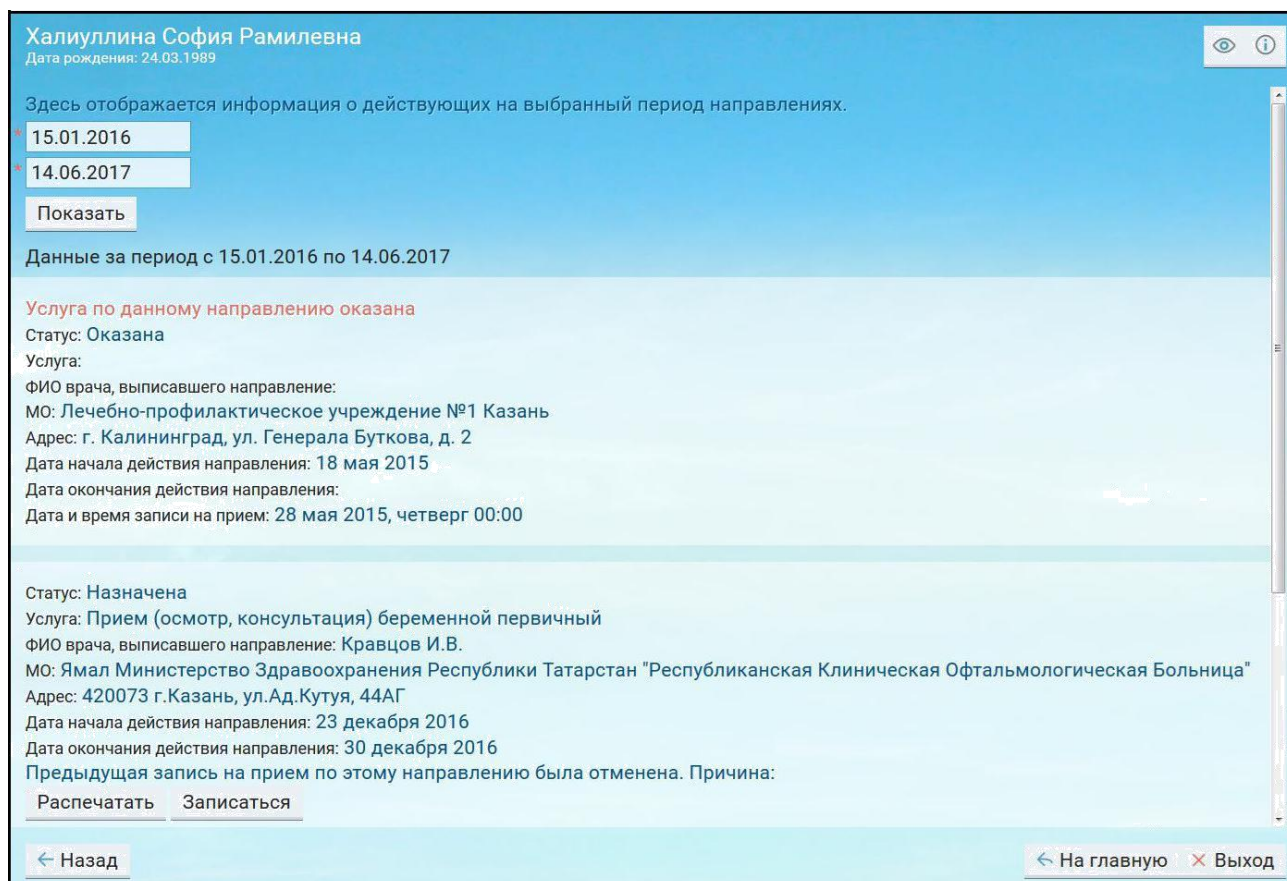 Халиуллина София Рамилевна
Дата рождения: 24.03.1989
Здесь отображается информация о действующих на выбранный период направлениях.
* 15.01.2016
* 14.06.2017
Показать
Данные за период с 15.01.2016 по 14.06.2017
Услуга по данному направлению оказана
Статус: Оказана
Услуга:
ФИО врача, выписавшего направление:
МО: Лечебно-профилактическое учреждение №1 Казань
Адрес: г. Калининград, ул. Генерала Буткова, д. 2
Дата начала действия направления: 18 мая 2015
Дата окончания действия направления:
Дата и время записи на прием: 28 мая 2015, четверг 00:00
Статус: Назначена
Услуга: Прием (осмотр, консультация) беременной первичный
ФИО врача, выписавшего направление: Кравцов И.В.
МО: Ямал Министерство Здравоохранения Республики Татарстан "Республиканская Клиническая Офтальмологическая Больница"
Адрес: 420073 г.Казань, ул.Ад.Кутуя, 44АГ
Дата начала действия направления: 23 декабря 2016
Дата окончания действия направления: 30 декабря 2016
Предыдущая запись на прием по этому направлению была отменена. Причина:
Распечатать Записаться
Назад На главную Выход